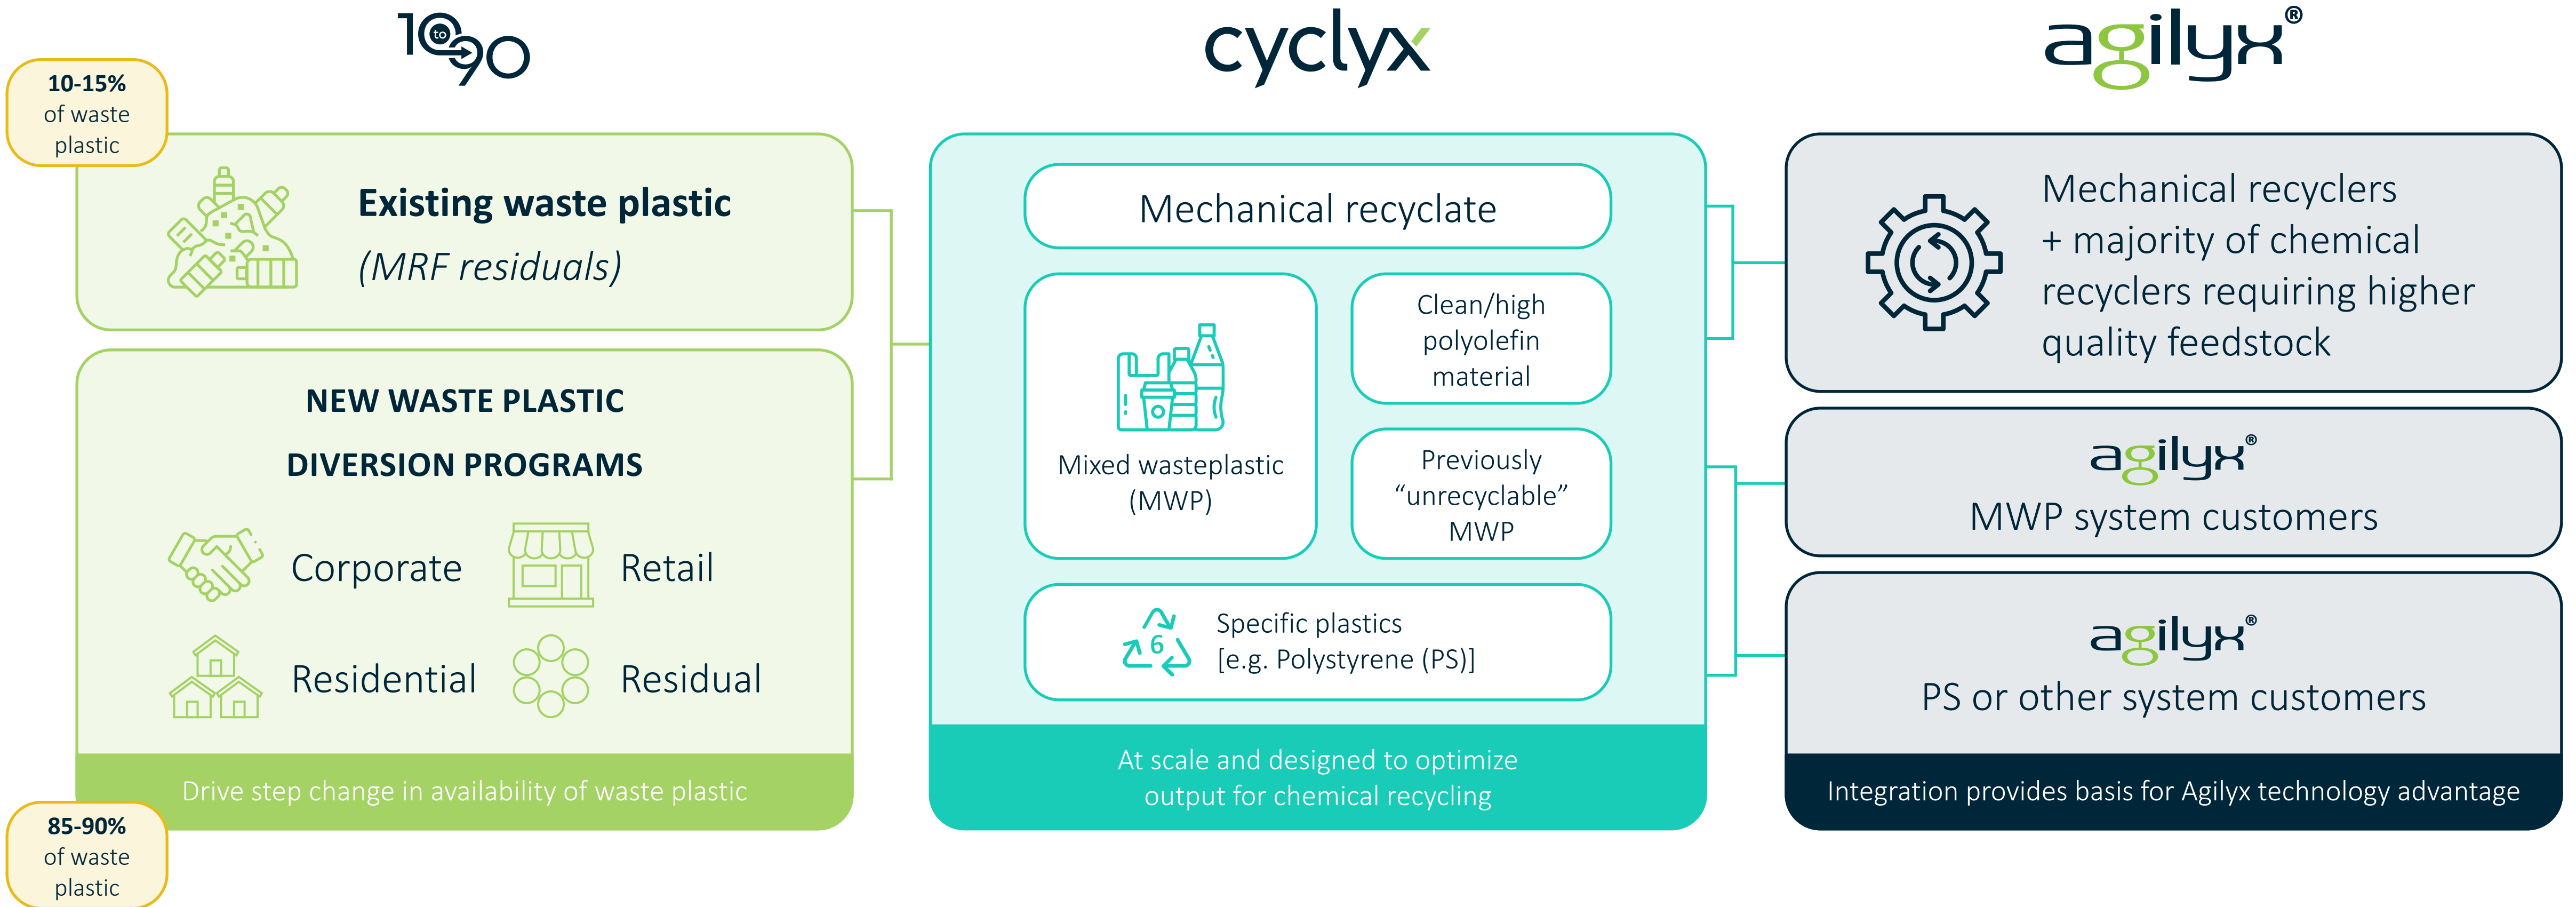 10 to 90
10-15%
of waste
plastic
Existing waste plastic
(MRF residuals)
NEW WASTE PLASTIC
DIVERSION PROGRAMS
Corporate
Retail
Residential
Residual
Drive step change in availability of waste plastic
85-90%
of waste
plastic
cyclyx
Mechanical recyclate
Mixed wasteplastic
(MWP)
Clean/high
polyolefin
material
Previously
“unrecyclable”
MWP
6
Specific plastics
[e.g. Polystyrene (PS)]
At scale and designed to optimize
output for chemical recycling
agilyx®
Mechanical recyclers
+ majority of chemical
recyclers requiring higher
quality feedstock
agilyx®
MWP system customers
agilyx®
PS or other system customers
Integration provides basis for Agilyx technology advantage